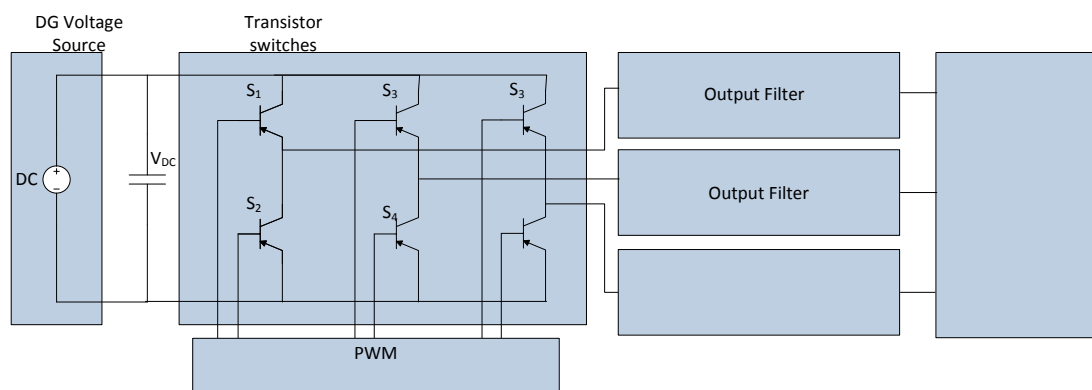 DG Voltage
Source
Transistor
switches
S1
S3
S3
Output Filter
VDC
DC
+
−
S2
S4
Output Filter
PWM